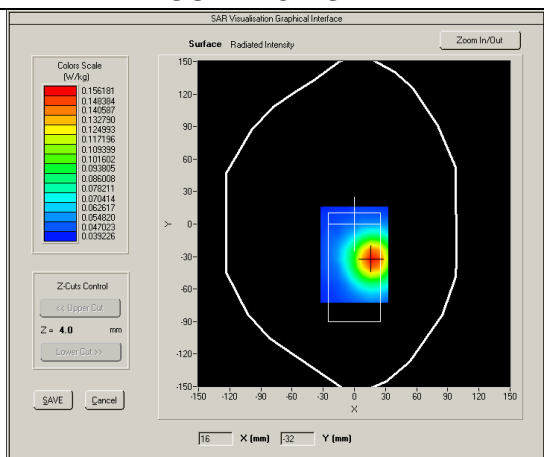 SAR Visualisation Graphical Interface
Surface Radiated Intensity
Zoom In/Out
Colors Scale
(W/kg)
0.156181
0.148384
0.140587
0.132790
0.124993
0.117196
0.109399
0.101602
0.093805
0.086008
0.078211
0.070414
0.062617
0.054820
0.047023
0.039226
Z-Cuts Control
<< Upper Cut
Z = 4.0 mm
Lower Cut >>
SAVE Cancel
150
120
90
60
30
0
-30
-60
-90
-120
-150
Y
-150 -120 -90 -60 -30 0 30 60 90 120 150
X
16 X (mm) -32 Y (mm)